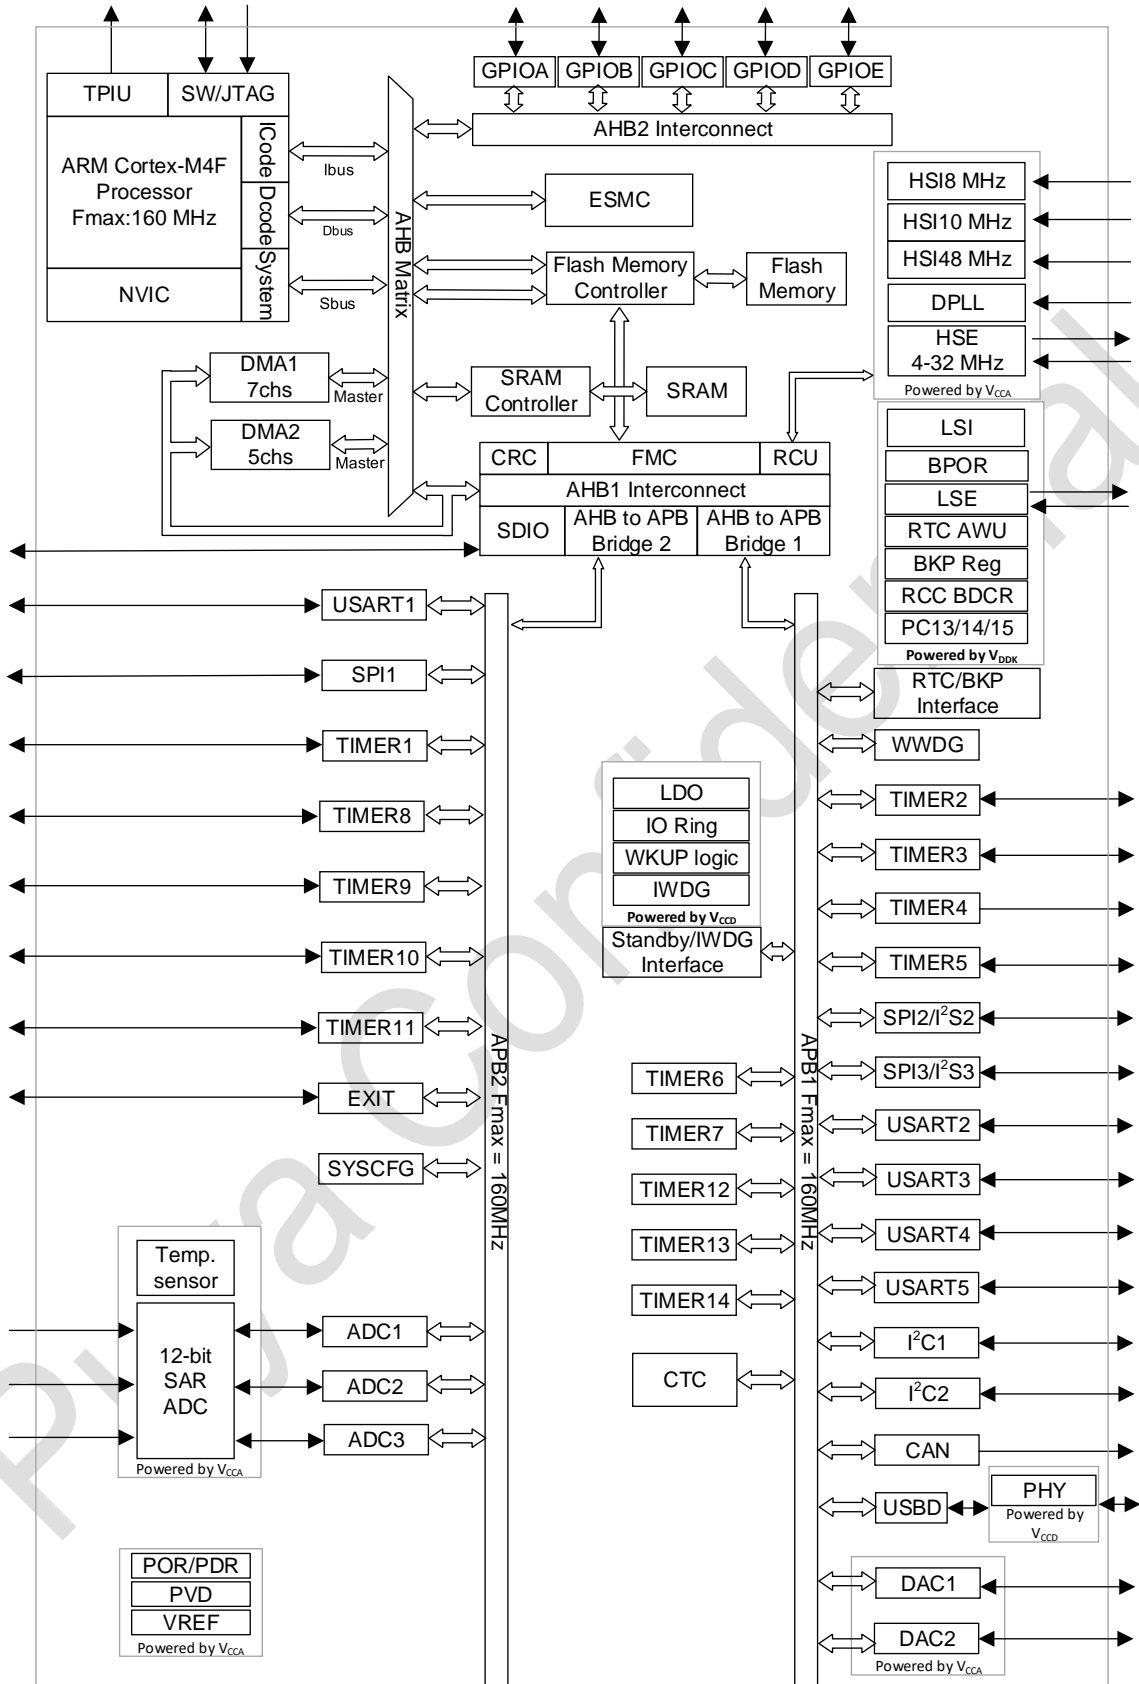 GPIOA GPIOB GPIOC GPIOD GPIOE
AHB2 Interconnect
TPIU SW/JTAG
ARM Cortex-M4F
Processor
Fmax:160 MHz
NVIC
ICode
Dcode
System
Ibus
Dbus
Sbus
AHB Matrix
ESMC
Flash Memory
Controller
Flash
Memory
DMA1
7chs
Master
DMA2
5chs
Master
SRAM
Controller
SRAM
CRC FMC RCU
AHB1 Interconnect
SDIO
AHB to APB
Bridge 2
AHB to APB
Bridge 1
HSI8 MHz
HSI10 MHz
HSI48 MHz
DPLL
HSE
4-32 MHz
Powered by VCCA
LSI
BPOR
LSE
RTC AWU
BKP Reg
RCC BDCR
PC13/14/15
Powered by VDDK
RTC/BKP
Interface
USART1
SPI1
TIMER1
TIMER8
TIMER9
TIMER10
TIMER11
EXIT
SYSCFG
Temp.
sensor
12-bit
SAR
ADC
Powered by VCCA
ADC1
ADC2
ADC3
POR/PDR
PVD
VREF
Powered by VCCA
APB2 Fmax = 160MHz
LDO
IO Ring
WKUP logic
IWDG
Powered by VCCD
Standby/IWDG
Interface
TIMER6
TIMER7
TIMER12
TIMER13
TIMER14
CTC
APB1 Fmax = 160MHz
WWDG
TIMER2
TIMER3
TIMER4
TIMER5
SPI2/I²S2
SPI3/I²S3
USART2
USART3
USART4
USART5
I²C1
I²C2
CAN
USBD
PHY
Powered by
VCCD
DAC1
DAC2
Powered by VCCA
Puya Confidential